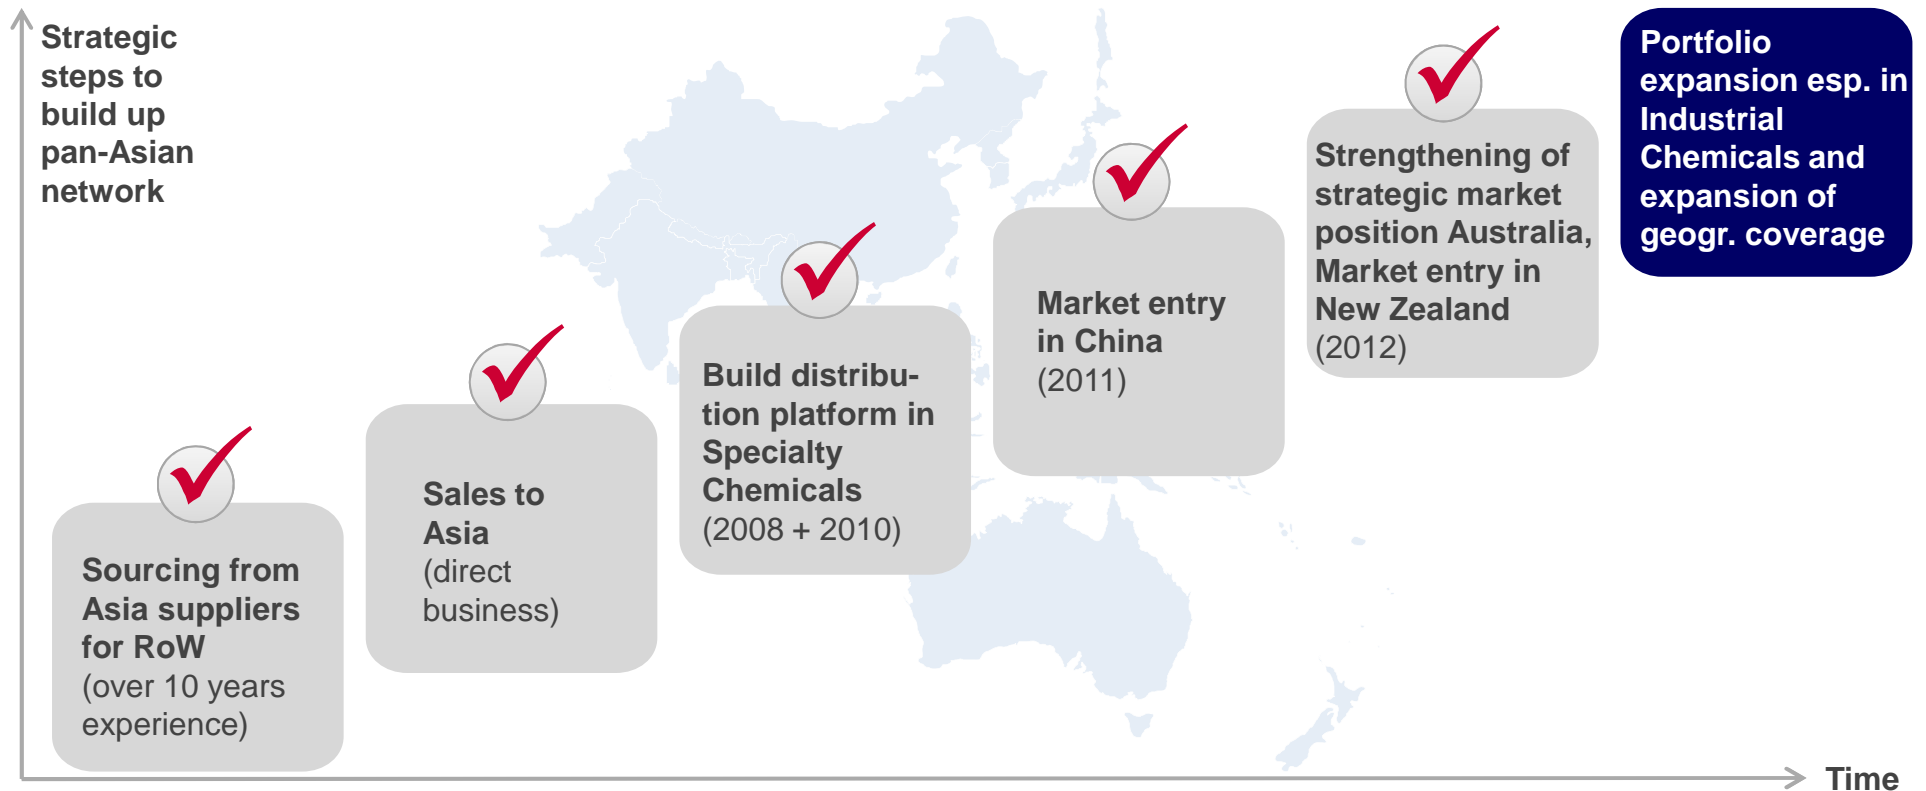 Strategic
steps to
build up
pan-Asian
network
Sourcing from
Asia suppliers
for RoW
(over 10 years
experience)
Sales to
Asia
(direct
business)
Build distribu-
tion platform in
Specialty
Chemicals
(2008 + 2010)
Market entry
in China
(2011)
Strengthening of
strategic market
position Australia,
Market entry in
New Zealand
(2012)
Portfolio
expansion esp. in
Industrial
Chemicals and
expansion of
geogr. coverage
Time